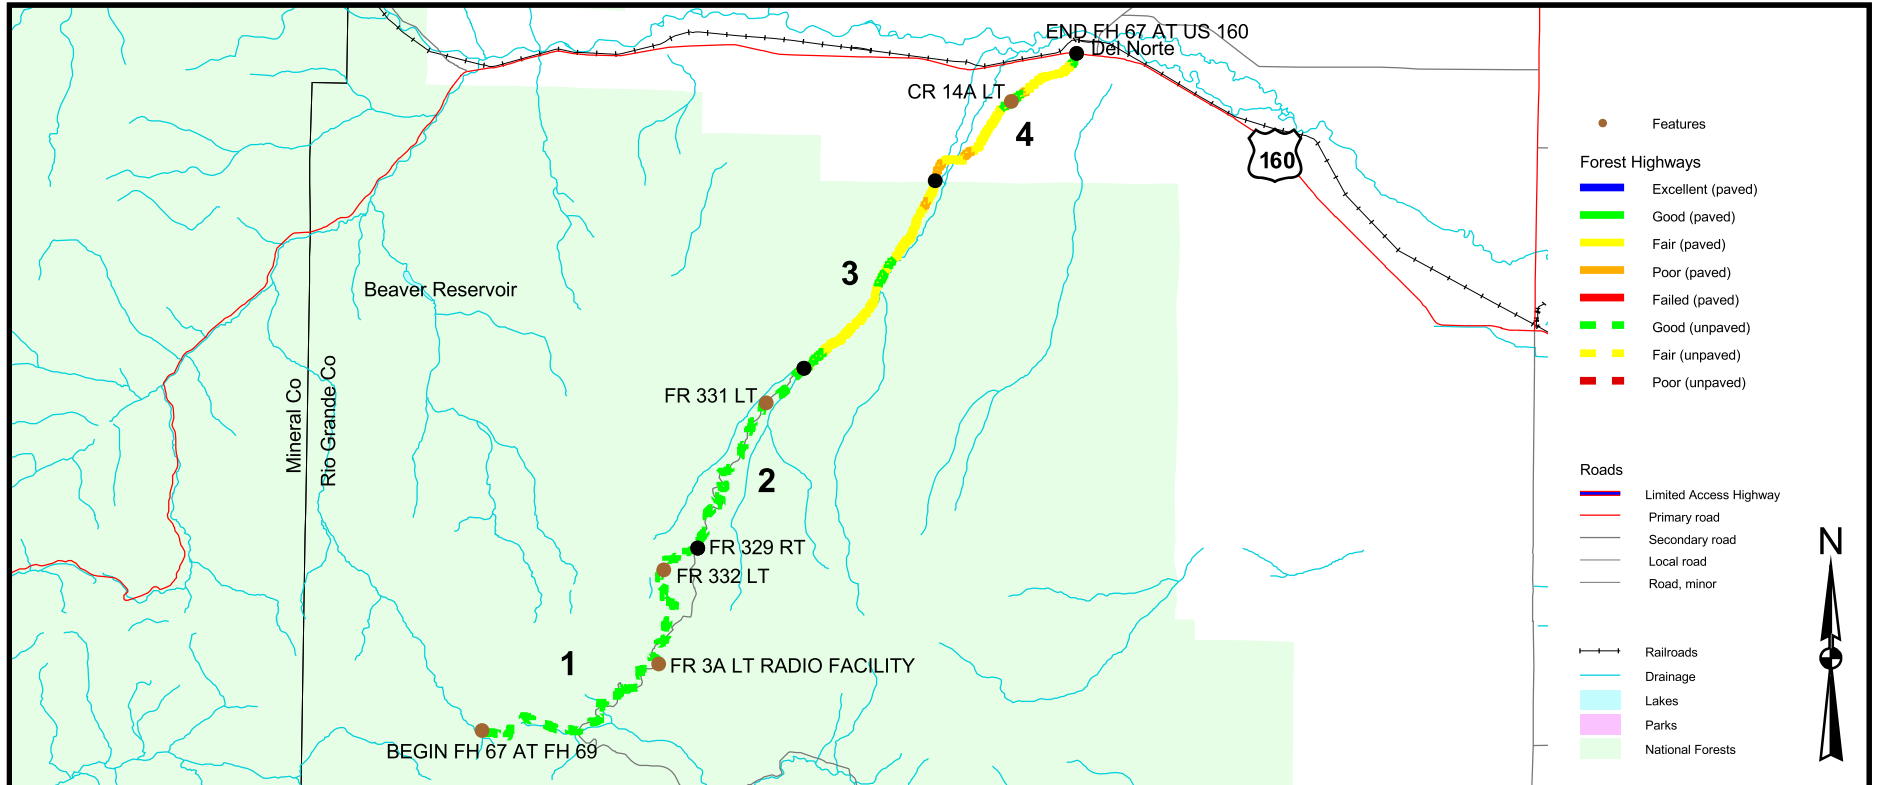 END FH 67 AT US 160
Del Norte
CR 14A LT
4
160
3
Beaver Reservoir
Mineral Co
Rio Grande Co
FR 331 LT
2
FR 329 RT
FR 332 LT
1
FR 3A LT RADIO FACILITY
BEGIN FH 67 AT FH 69
Features
Forest Highways
Excellent (paved)
Good (paved)
Fair (paved)
Poor (paved)
Failed (paved)
Good (unpaved)
Fair (unpaved)
Poor (unpaved)
Roads
Limited Access Highway
Primary road
Secondary road
Local road
Road, minor
Railroads
Drainage
Lakes
Parks
National Forests
N